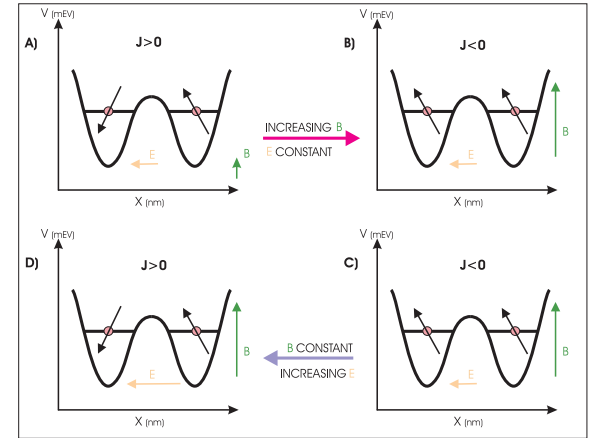 V (mEV)
A)
J>0
E
B
X (nm)
INCREASING B
E CONSTANT
V (mEV)
B)
J<0
E
B
X (nm)
V (mEV)
D)
J>0
E
B
X (nm)
B CONSTANT
INCREASING E
V (mEV)
C)
J<0
E
B
X (nm)